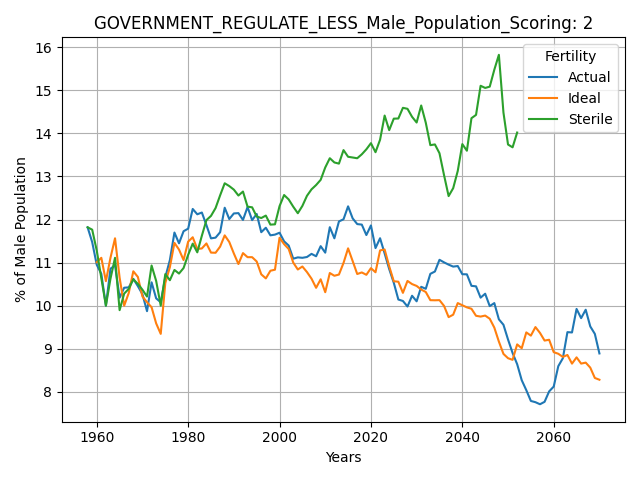 GOVERNMENT_REGULATE_LESS_Male_Population_Scoring: 2
% of Male Population
16
15
14
13
12
11
10
9
8
Fertility
Actual
Ideal
Sterile
1960 1980 2000 2020 2040 2060
Years